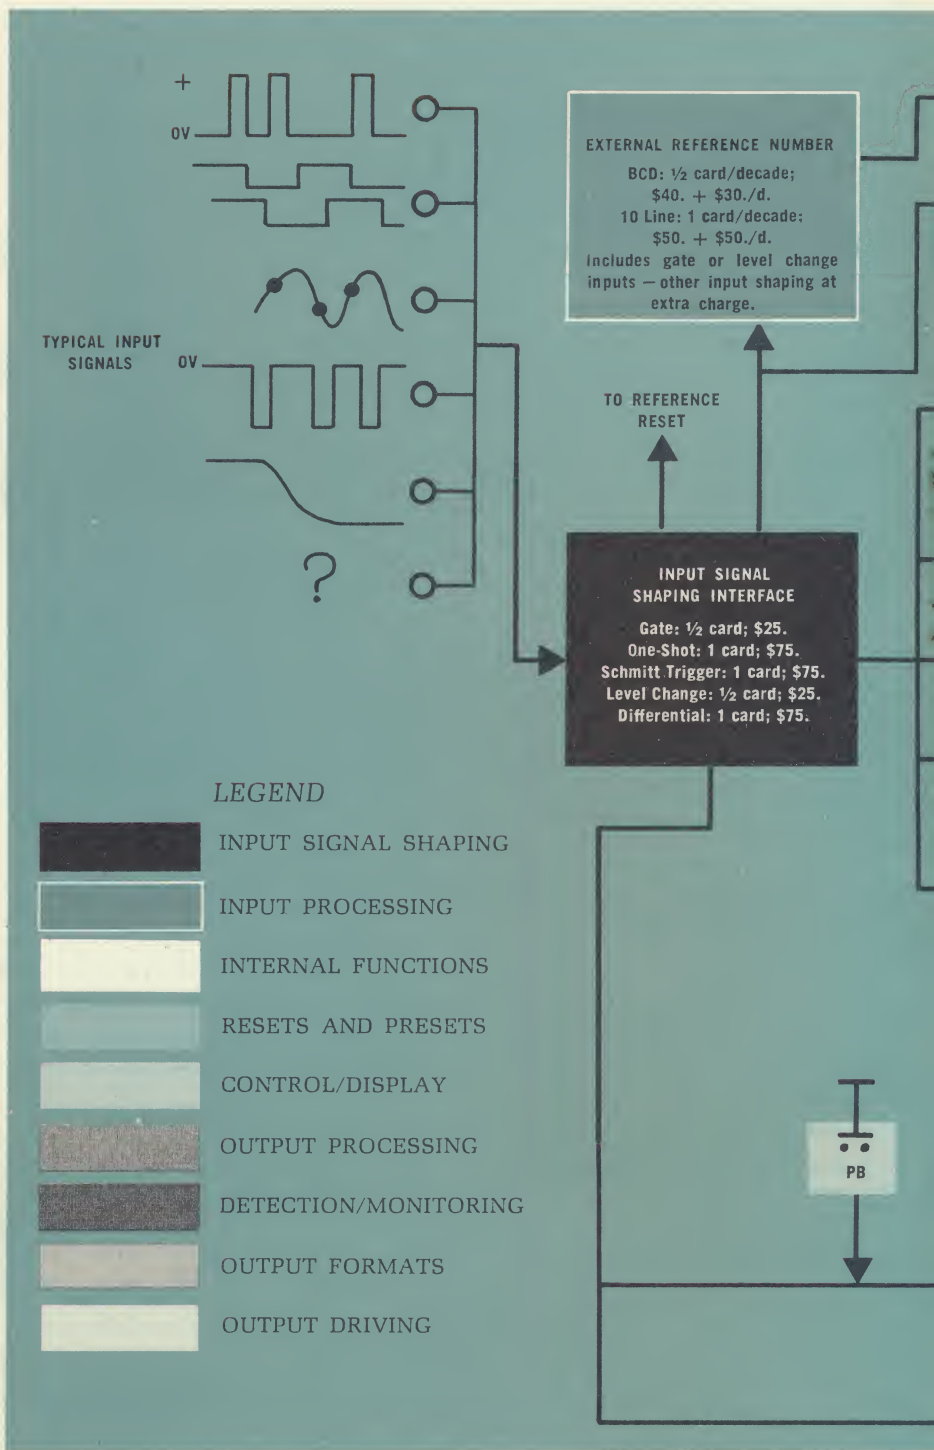 +
0V
TYPICAL INPUT
SIGNALS
0V
?
EXTERNAL REFERENCE NUMBER
BCD: ½ card/decade;
$40. + $30./d.
10 Line: 1 card/decade;
$50. + $50./d.
Includes gate or level change
inputs — other input shaping at
extra charge.
TO REFERENCE
RESET
INPUT SIGNAL
SHAPING INTERFACE
Gate: ½ card; $25.
One-Shot: 1 card; $75.
Schmitt Trigger: 1 card; $75.
Level Change: ½ card; $25.
Differential: 1 card; $75.
LEGEND
INPUT SIGNAL SHAPING
INPUT PROCESSING
INTERNAL FUNCTIONS
RESETS AND PRESETS
CONTROL/DISPLAY
OUTPUT PROCESSING
DETECTION/MONITORING
OUTPUT FORMATS
OUTPUT DRIVING
PB